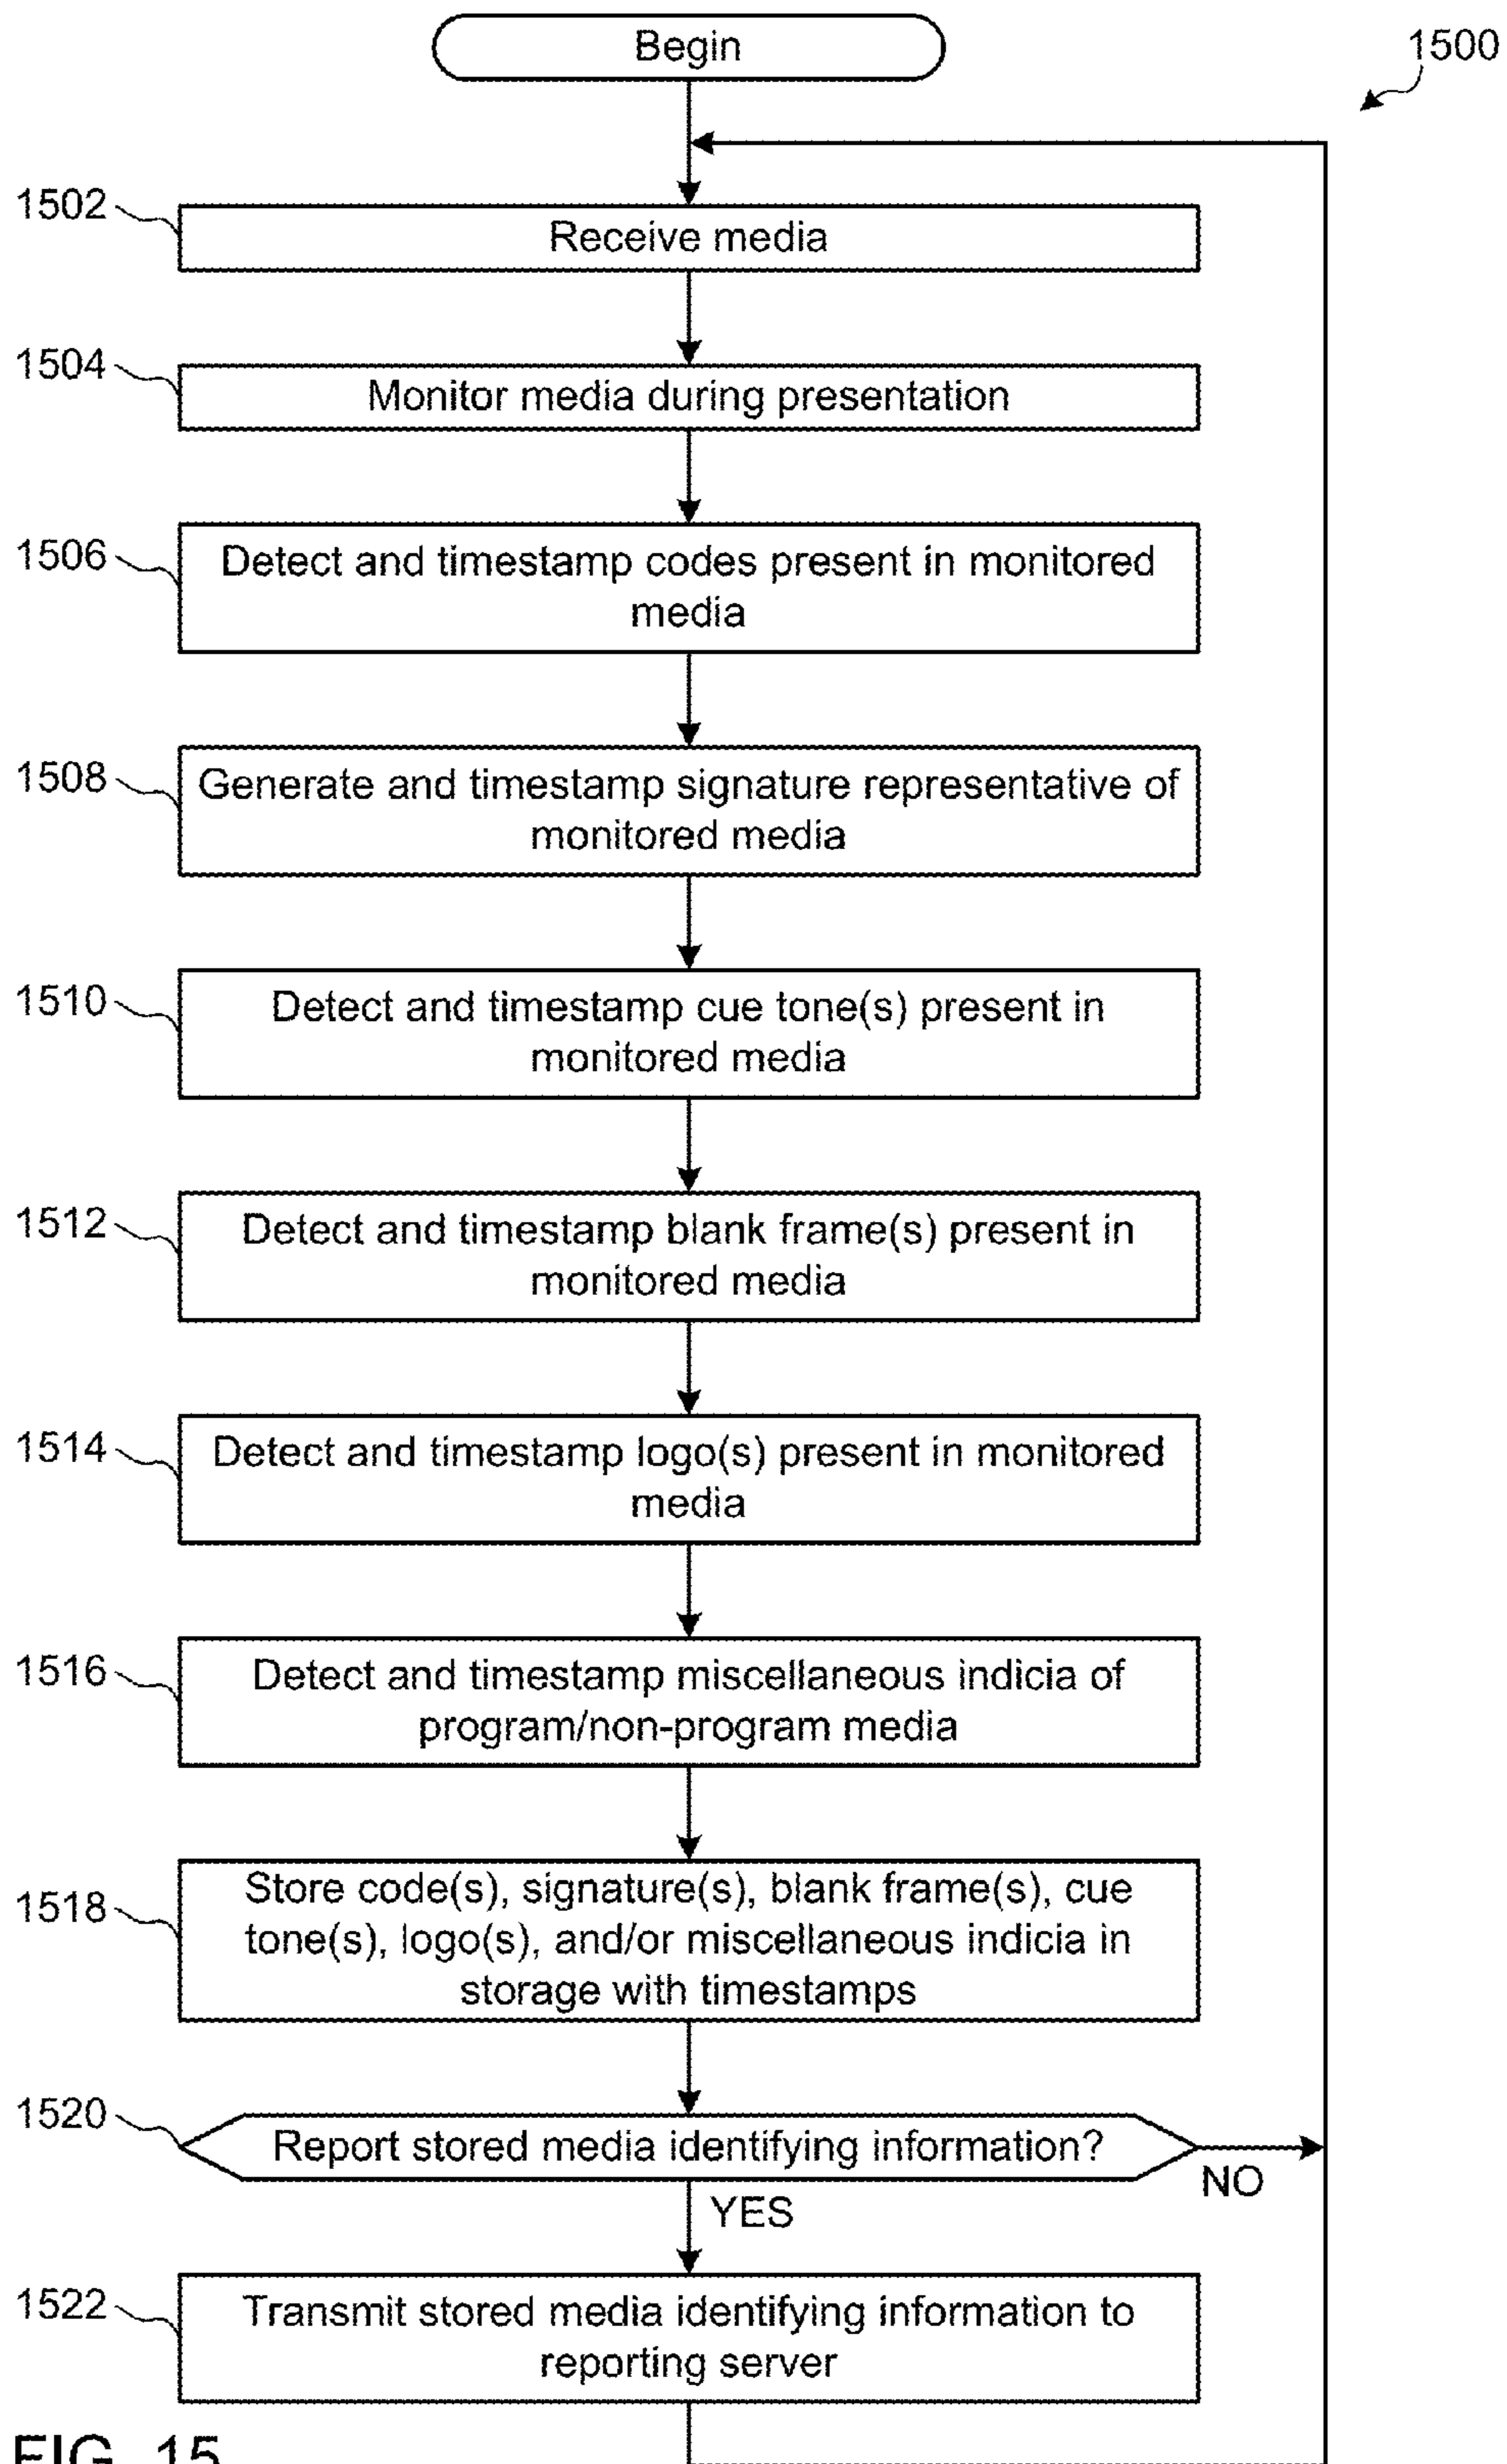 Begin
1500
1502
Receive media
1504
Monitor media during presentation
1506
Detect and timestamp codes present in monitored
media
1508
Generate and timestamp signature representative of
monitored media
1510
Detect and timestamp cue tone(s) present in
monitored media
1512
Detect and timestamp blank frame(s) present in
monitored media
1514
Detect and timestamp logo(s) present in monitored
media
1516
Detect and timestamp miscellaneous indicia of
program/non-program media
1518
Store code(s), signature(s), blank frame(s), cue
tone(s), logo(s), and/or miscellaneous indicia in
storage with timestamps
1520
Report stored media identifying information?
NO
YES
1522
Transmit stored media identifying information to
reporting server
FIG. 15